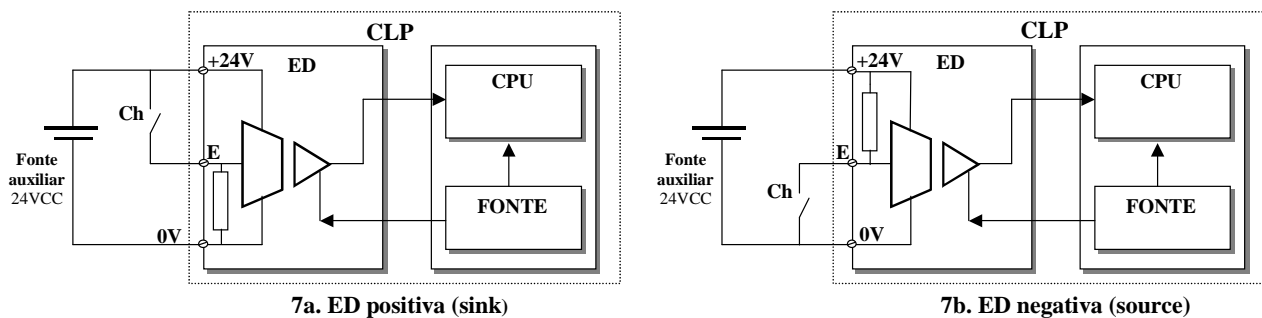 CLP
+24V
ED
CPU
Ch
E
Fonte
auxiliar
24VCC
FONTE
0V
7a. ED positiva (sink)
CLP
+24V
ED
CPU
E
Fonte
auxiliar
24VCC
Ch
FONTE
0V
7b. ED negativa (source)